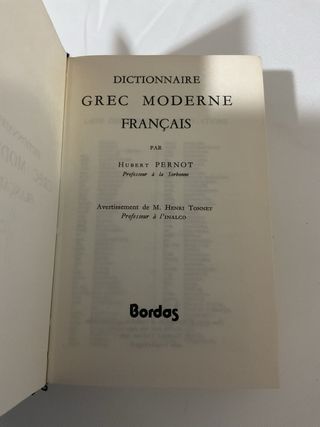 DICTIONNAIRE
GREC MODERNE
FRANÇAIS
PAR
HUBERT PERNOT
Professeur à la Sorbonne
Avertissement de M. HENRI TONNET
Professeur à l'INALCO
Bordas